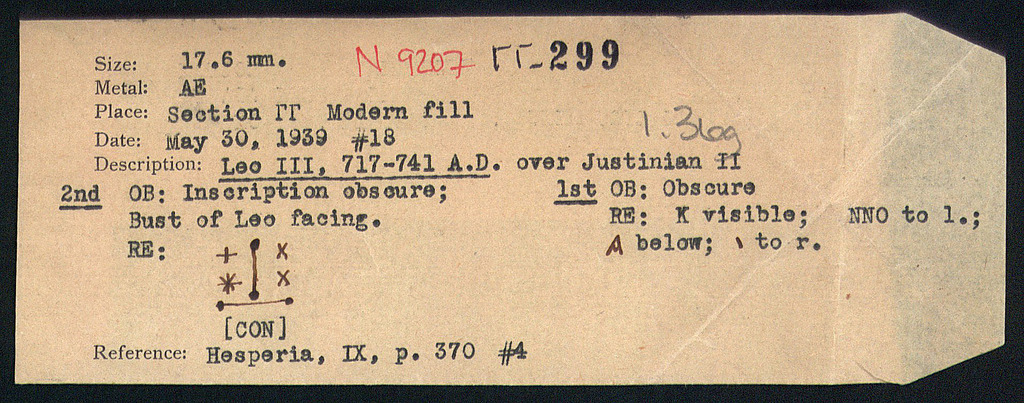 Size: 17.6 mm. N 9207 ΓΓ-299
Metal: AE
Place: Section ΓΓ Modern fill
Date: May 30, 1939 #18 1.36g
Description: Leo III, 717-741 A.D. over Justinian II
2nd OB: Inscription obscure; 1st OB: Obscure
Bust of Leo facing. RE: K visible; NNO to l.;
RE: + I x A below; ı to r.
* x
[CON]
Reference: Hesperia, IX, p. 370 #4